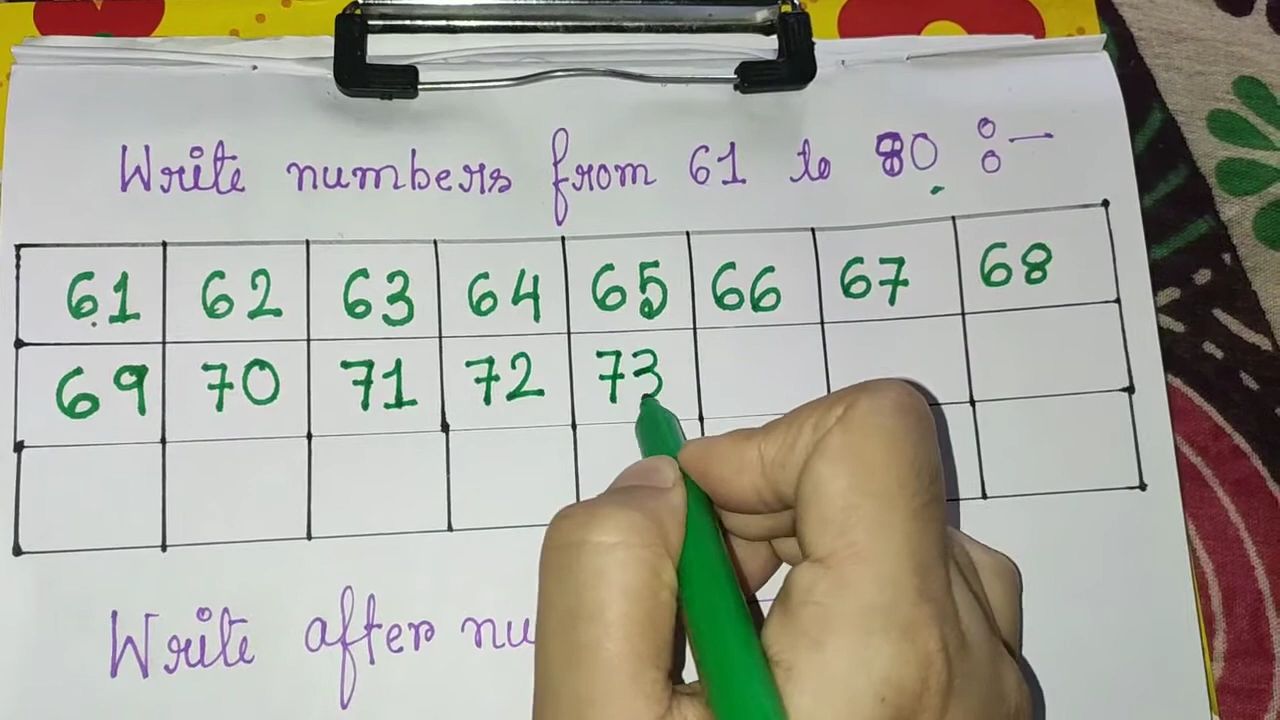 Write numbers from 61 to 80 :-
61 62 63 64 65 66 67 68
69 70 71 72 73
Write after